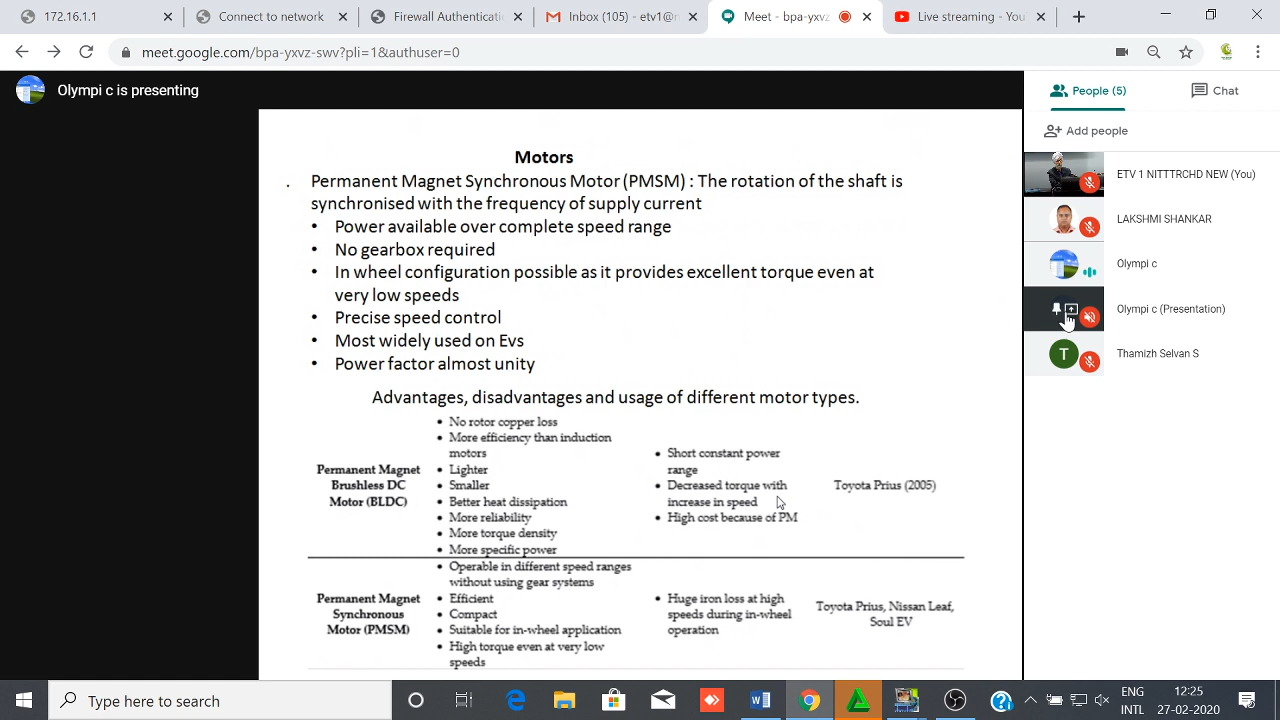 172.16.1.
Connect to network
Firewall Authenticati
Inbox (105) - etv1@n
Meet - bpa-yxvz
Live streaming - You
meet.google.com/bpa-yxvz-swv?pli=1&authuser=0
Olympi c is presenting
People (5)
Chat
Add people
ETV 1 NITTTRCHD NEW (You)
LAKSHMI SHANKAR
Olympi c
Olympi c (Presentation)
T
Thamizh Selvan S
Motors
. Permanent Magnet Synchronous Motor (PMSM) : The rotation of the shaft is
synchronised with the frequency of supply current
• Power available over complete speed range
• No gearbox required
• In wheel configuration possible as it provides excellent torque even at
very low speeds
• Precise speed control
• Most widely used on Evs
• Power factor almost unity
Advantages, disadvantages and usage of different motor types.
Permanent Magnet
Brushless DC
Motor (BLDC)
• No rotor copper loss
• More efficiency than induction
motors
• Lighter
• Smaller
• Better heat dissipation
• More reliability
• More torque density
• More specific power
• Short constant power
range
• Decreased torque with
increase in speed
• High cost because of PM
Toyota Prius (2005)
Permanent Magnet
Synchronous
Motor (PMSM)
• Operable in different speed ranges
without using gear systems
• Efficient
• Compact
• Suitable for in-wheel application
• High torque even at very low
speeds
• Huge iron loss at high
speeds during in-wheel
operation
Toyota Prius, Nissan Leaf,
Soul EV
Type here to search
ENG
INTL
12:25
27-02-2020